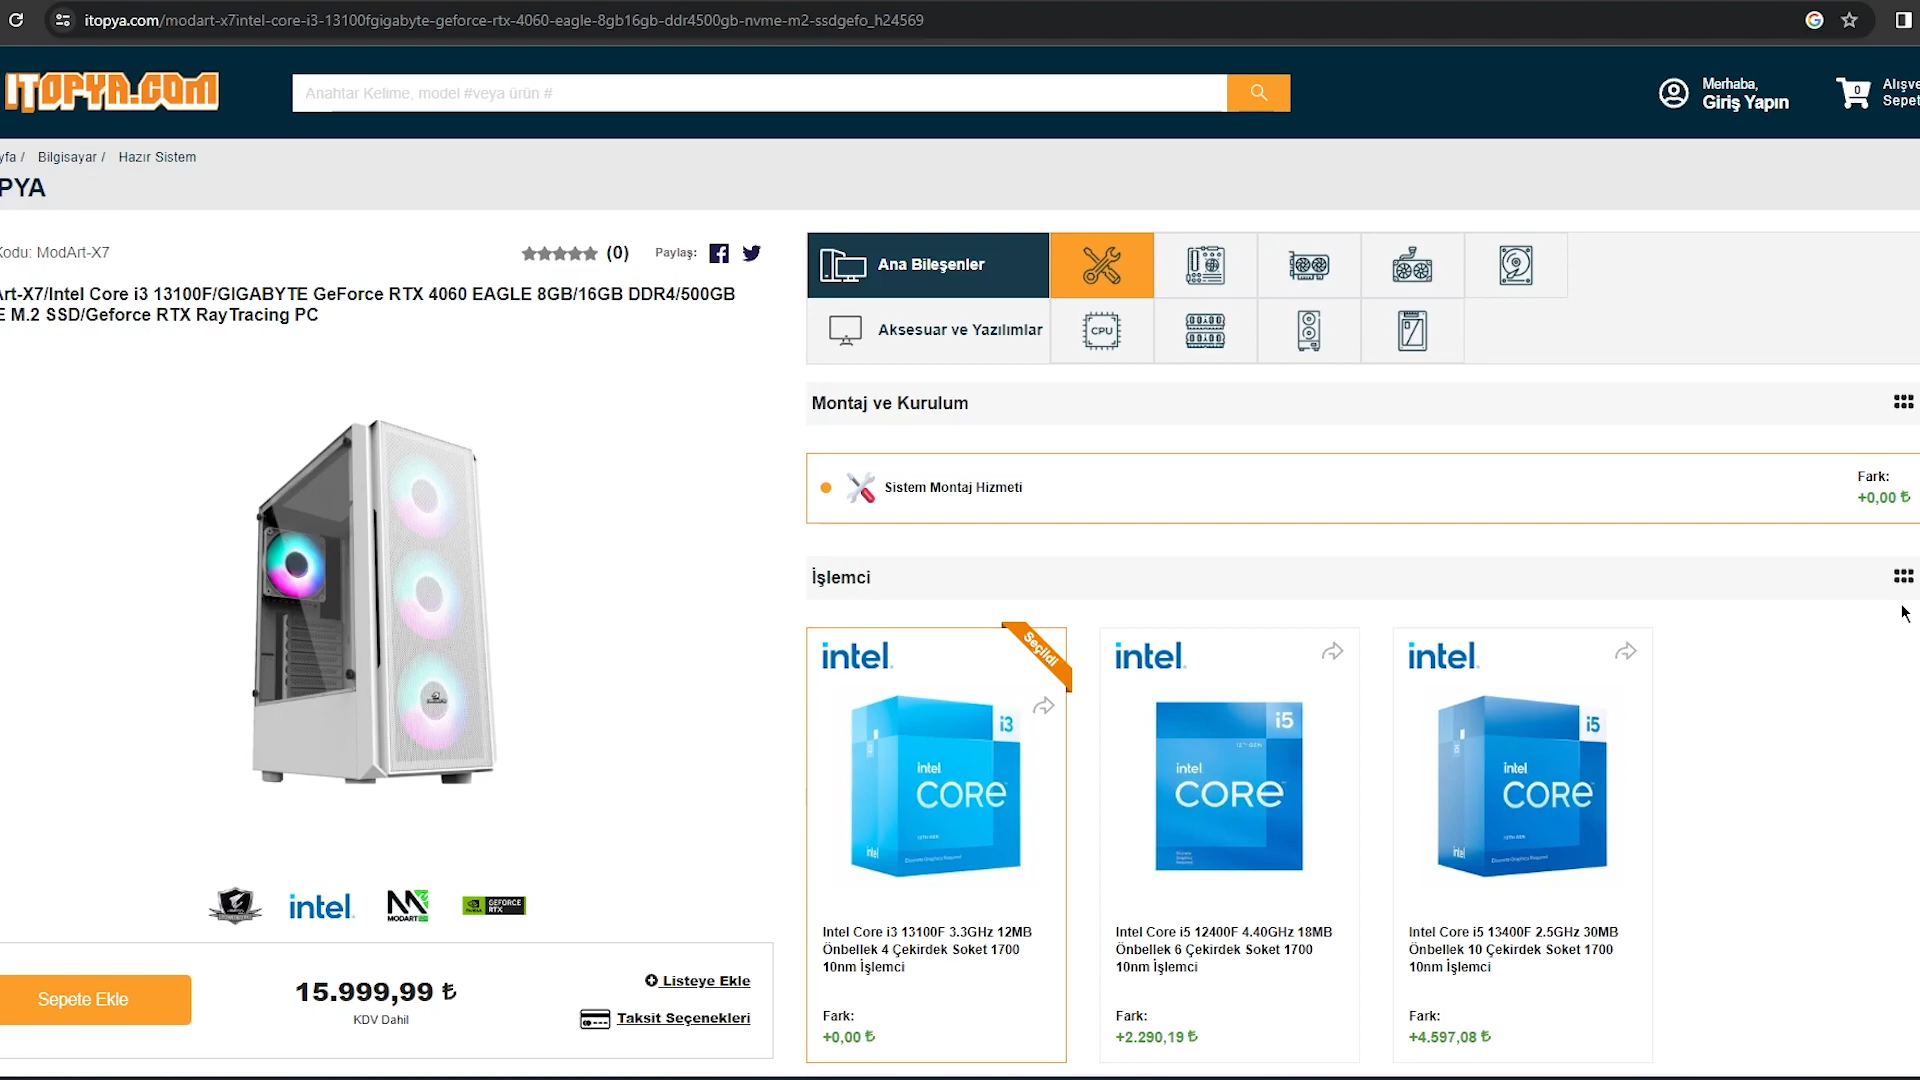 itopya.com/modart-x7intel-core-i3-13100fgigabyte-geforce-rtx-4060-eagle-8gb16gb-ddr4500gb-nvme-m2-ssdgefo_h24569
ITOPYA.COM
Anahtar Kelime, model #veya ürün #
Merhaba,
Giriş Yapın
0
Alışve
Sepet
yfa / Bilgisayar / Hazır Sistem
PYA
Kodu: ModArt-X7
(0)
Paylaş:
Art-X7/Intel Core i3 13100F/GIGABYTE GeForce RTX 4060 EAGLE 8GB/16GB DDR4/500GB
E M.2 SSD/Geforce RTX RayTracing PC
Ana Bileşenler
Aksesuar ve Yazılımlar
CPU
Montaj ve Kurulum
Sistem Montaj Hizmeti
Fark:
+0,00 ₺
İşlemci
intel.
Seçildi
i3
intel
CORE
intel
Intel Core i3 13100F 3.3GHz 12MB
Önbellek 4 Çekirdek Soket 1700
10nm İşlemci
Fark:
+0,00 ₺
intel.
i5
12TH GEN
intel
CORE
Intel Core i5 12400F 4.40GHz 18MB
Önbellek 6 Çekirdek Soket 1700
10nm İşlemci
Fark:
+2.290,19 ₺
intel.
i5
intel
CORE
intel
Intel Core i5 13400F 2.5GHz 30MB
Önbellek 10 Çekirdek Soket 1700
10nm İşlemci
Fark:
+4.597,08 ₺
intel.
MODART
GEFORCE
RTX
Sepete Ekle
15.999,99 ₺
KDV Dahil
Listeye Ekle
Taksit Seçenekleri